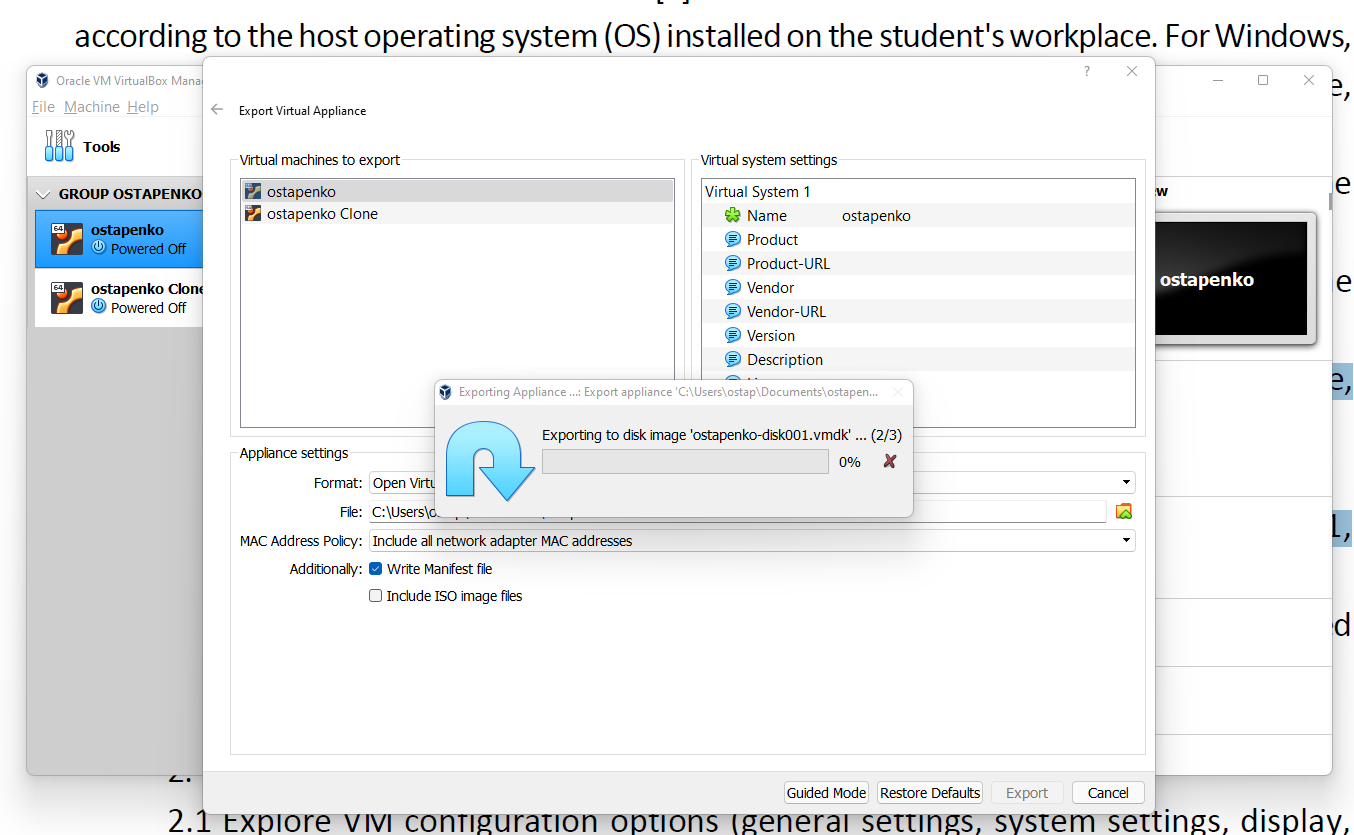 according to the host operating system (OS) installed on the student's workplace. For Windows,
Oracle VM VirtualBox Mana
File Machine Help
Tools
GROUP OSTAPENKO
64
ostapenko
Powered Off
64
ostapenko Clone
Powered Off
?
Export Virtual Appliance
Virtual machines to export
ostapenko
ostapenko Clone
Virtual system settings
Virtual System 1
Name ostapenko
Product
Product-URL
Vendor
Vendor-URL
Version
Description
Exporting Appliance ...: Export appliance 'C:\Users\ostap\Documents\ostapen...
Exporting to disk image 'ostapenko-disk001.vmdk' ... (2/3)
0%
Appliance settings
Format: Open Virtu
File: C:\Users\o
MAC Address Policy: Include all network adapter MAC addresses
Additionally: Write Manifest file
Include ISO image files
Guided Mode Restore Defaults Export Cancel
ew
ostapenko
e,
e
e
e,
1,
ed
2.
2.1 Explore VM configuration options (general settings, system settings, display,